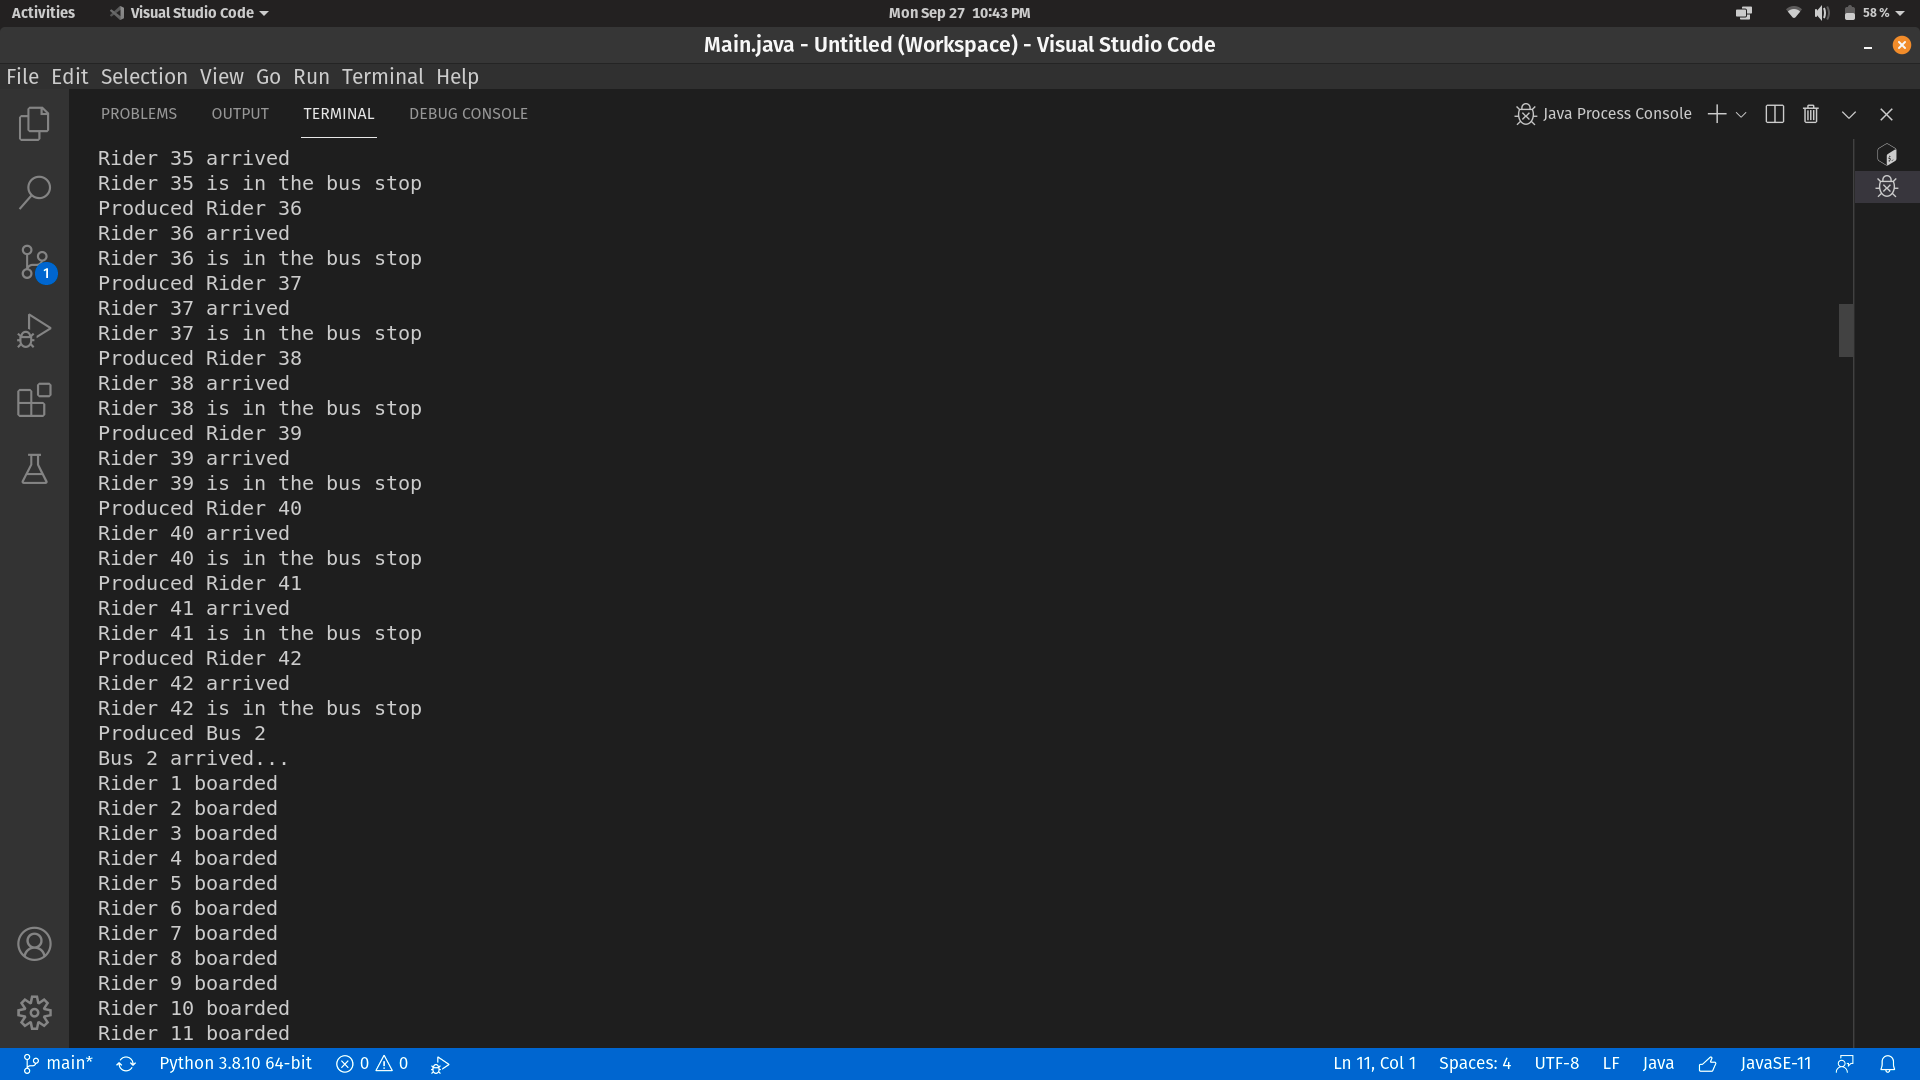 Activities Visual Studio Code Mon Sep 27 10:43 PM 58 %
Main.java - Untitled (Workspace) - Visual Studio Code
File Edit Selection View Go Run Terminal Help
PROBLEMS OUTPUT TERMINAL DEBUG CONSOLE Java Process Console
1
Rider 35 arrived
Rider 35 is in the bus stop
Produced Rider 36
Rider 36 arrived
Rider 36 is in the bus stop
Produced Rider 37
Rider 37 arrived
Rider 37 is in the bus stop
Produced Rider 38
Rider 38 arrived
Rider 38 is in the bus stop
Produced Rider 39
Rider 39 arrived
Rider 39 is in the bus stop
Produced Rider 40
Rider 40 arrived
Rider 40 is in the bus stop
Produced Rider 41
Rider 41 arrived
Rider 41 is in the bus stop
Produced Rider 42
Rider 42 arrived
Rider 42 is in the bus stop
Produced Bus 2
Bus 2 arrived...
Rider 1 boarded
Rider 2 boarded
Rider 3 boarded
Rider 4 boarded
Rider 5 boarded
Rider 6 boarded
Rider 7 boarded
Rider 8 boarded
Rider 9 boarded
Rider 10 boarded
Rider 11 boarded
main* Python 3.8.10 64-bit 0 0 Ln 11, Col 1 Spaces: 4 UTF-8 LF Java JavaSE-11